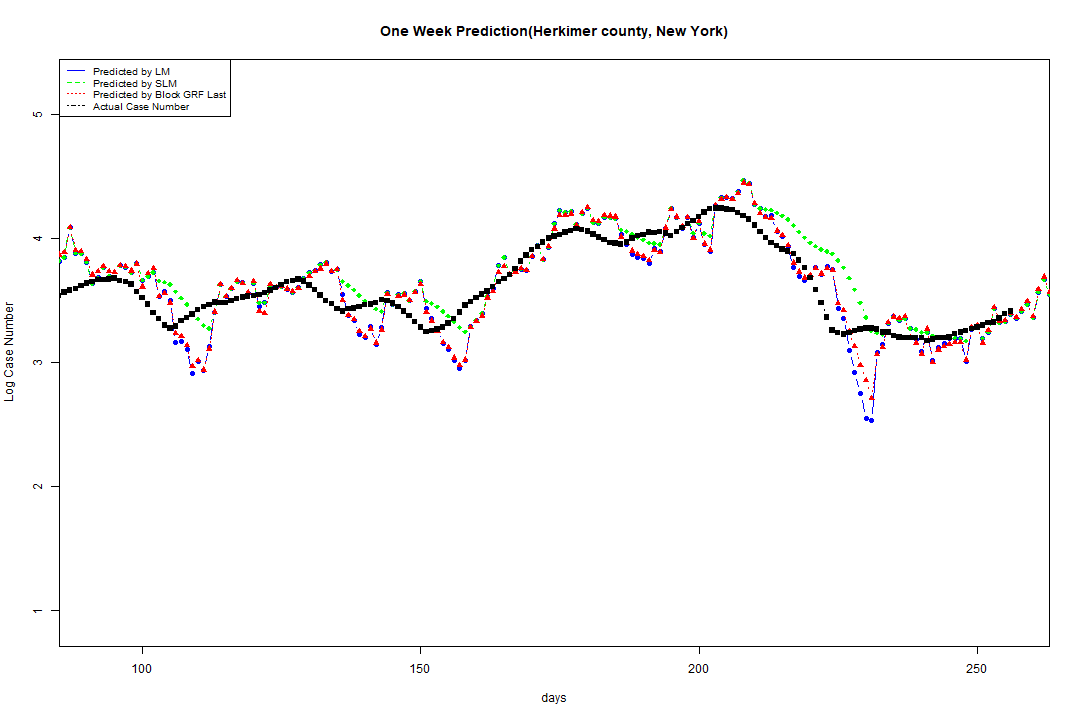 One Week Prediction(Herkimer county, New York)
Predicted by LM
Predicted by SLM
Predicted by Block GRF Last
Actual Case Number
5
4
3
2
1
Log Case Number
100 150 200 250
days